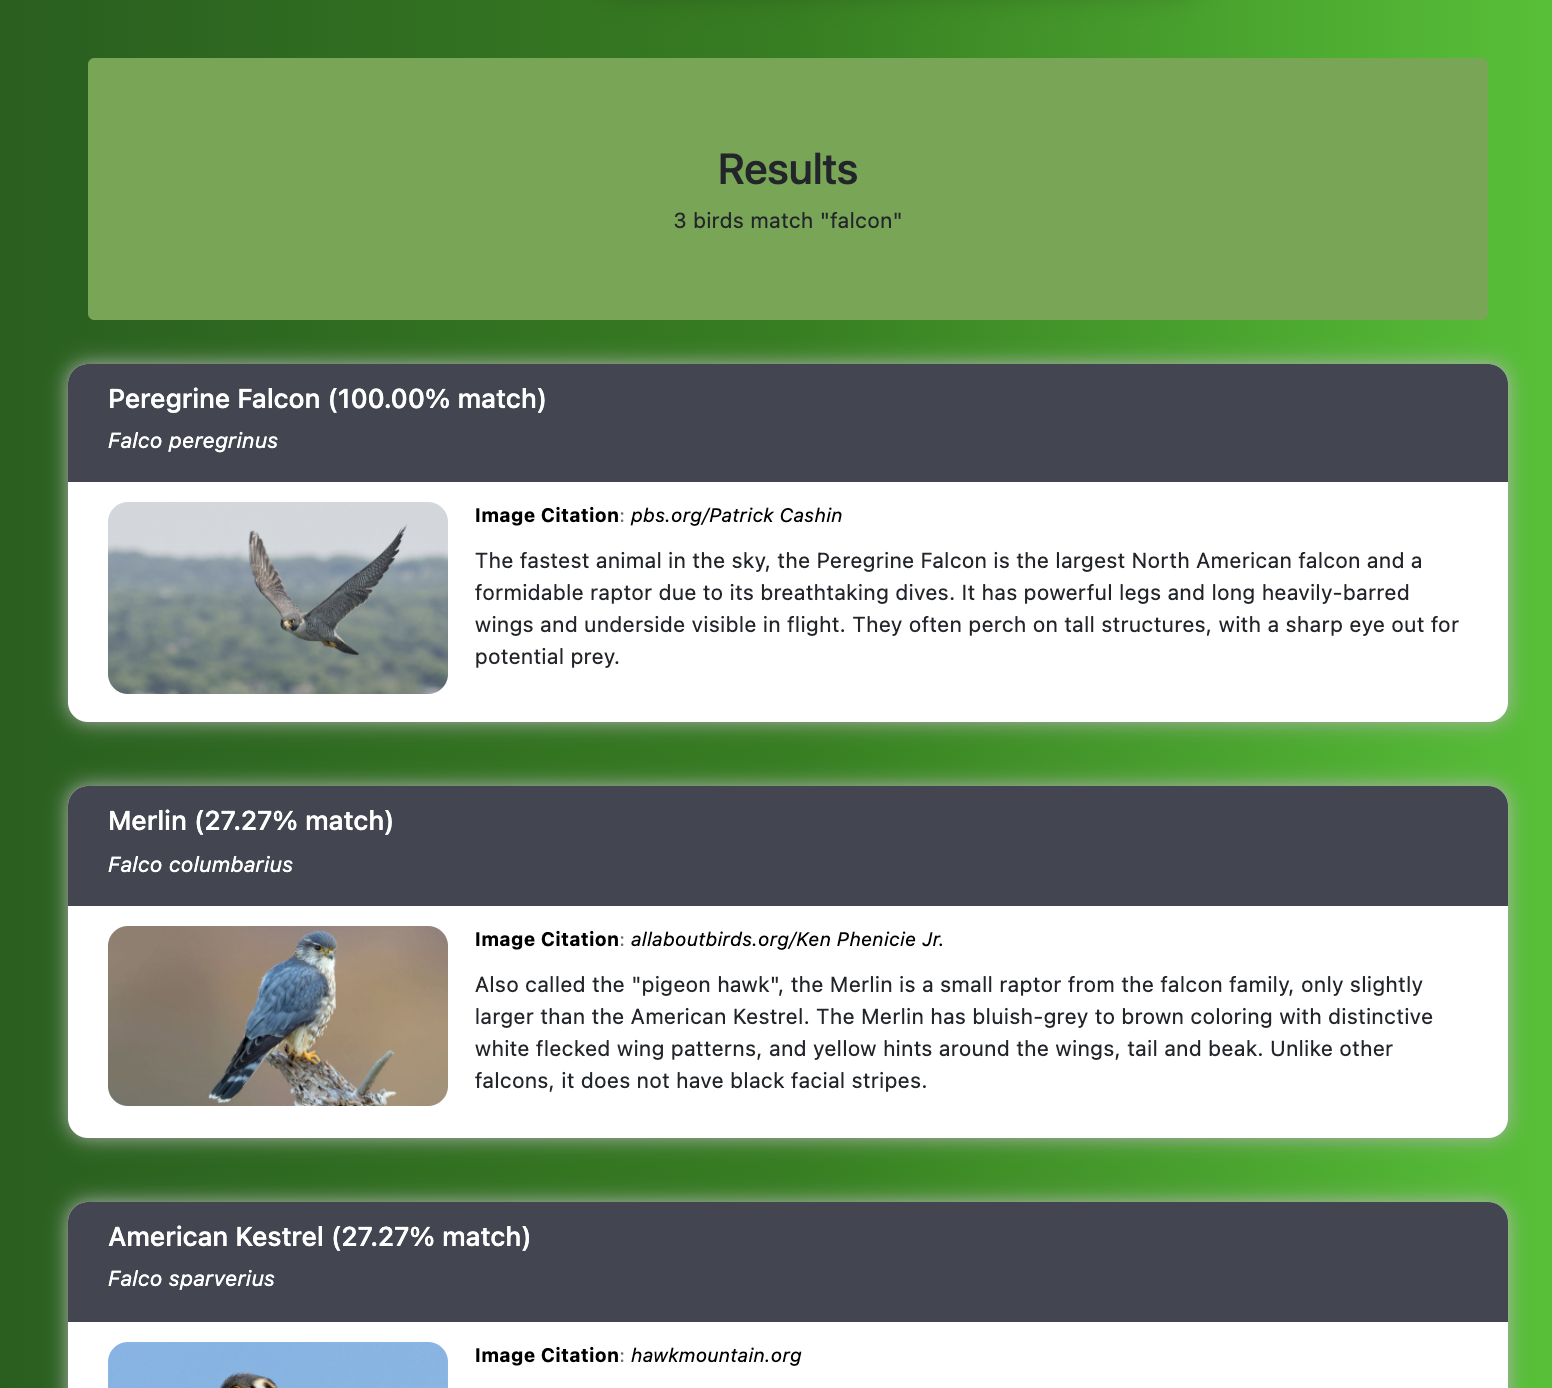 Results
3 birds match "falcon"
Peregrine Falcon (100.00% match)
Falco peregrinus
Image Citation: pbs.org/Patrick Cashin
The fastest animal in the sky, the Peregrine Falcon is the largest North American falcon and a
formidable raptor due to its breathtaking dives. It has powerful legs and long heavily-barred
wings and underside visible in flight. They often perch on tall structures, with a sharp eye out for
potential prey.
Merlin (27.27% match)
Falco columbarius
Image Citation: allaboutbirds.org/Ken Phenicie Jr.
Also called the "pigeon hawk", the Merlin is a small raptor from the falcon family, only slightly
larger than the American Kestrel. The Merlin has bluish-grey to brown coloring with distinctive
white flecked wing patterns, and yellow hints around the wings, tail and beak. Unlike other
falcons, it does not have black facial stripes.
American Kestrel (27.27% match)
Falco sparverius
Image Citation: hawkmountain.org